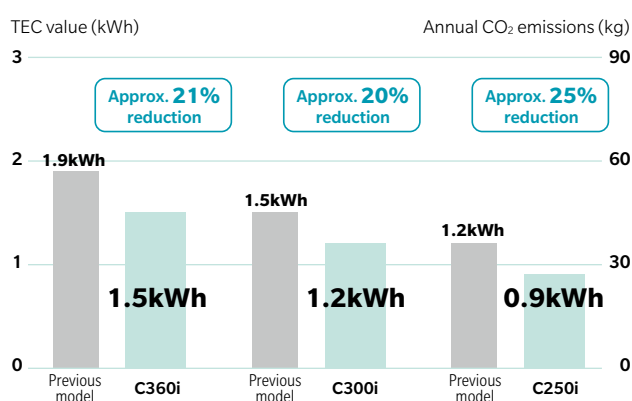 TEC value (kWh)
Annual CO₂ emissions (kg)
3
90
Approx. 21%
reduction
Approx. 20%
reduction
Approx. 25%
reduction
2
60
1.9kWh
1.5kWh
1.2kWh
1
30
1.5kWh
1.2kWh
0.9kWh
0
0
Previous
model
C360i
Previous
model
C300i
Previous
model
C250i